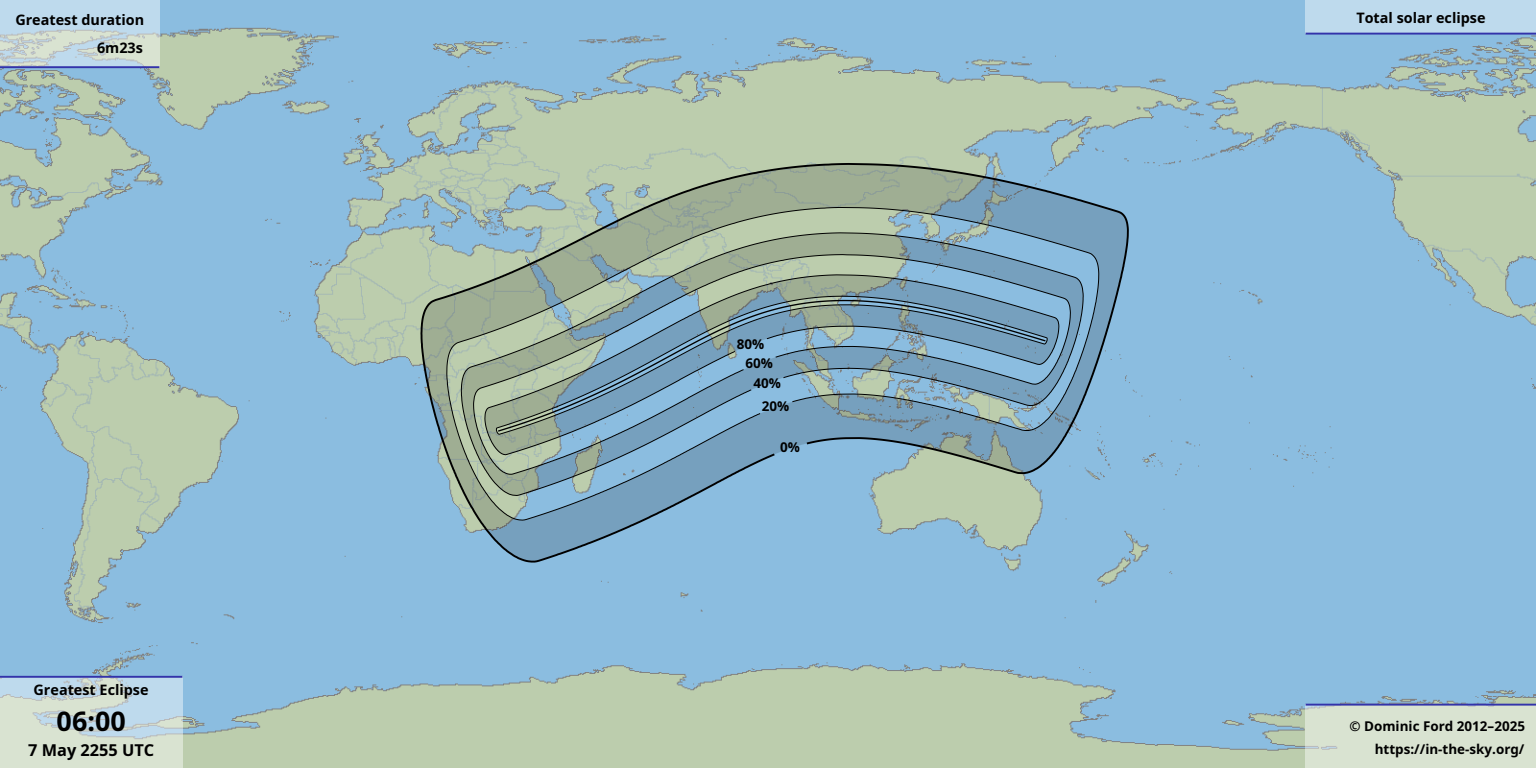 Greatest duration
6m23s
Total solar eclipse
80%
60%
40%
20%
0%
Greatest Eclipse
06:00
7 May 2255 UTC
© Dominic Ford 2012–2025
https://in-the-sky.org/